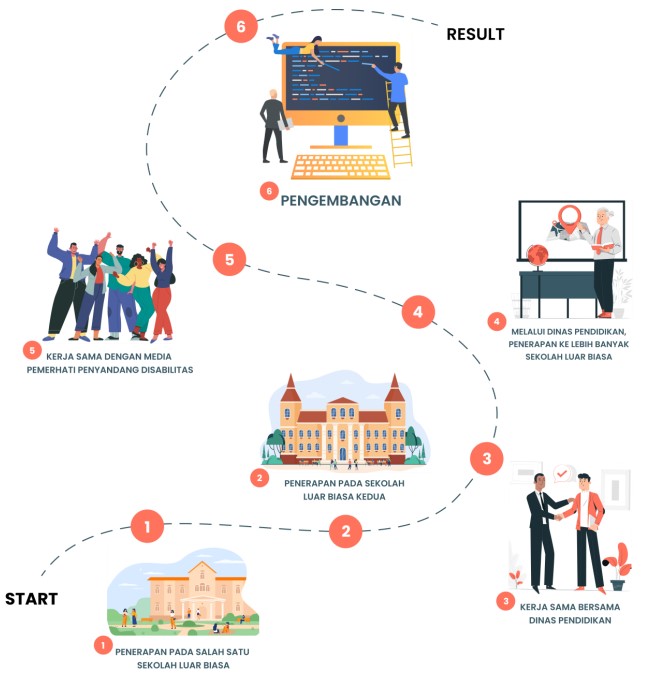 6
RESULT
6 PENGEMBANGAN
5
4
5 KERJA SAMA DENGAN MEDIA
PEMERHATI PENYANDANG DISABILITAS
4 MELALUI DINAS PENDIDIKAN,
PENERAPAN KE LEBIH BANYAK
SEKOLAH LUAR BIASA
3
2 PENERAPAN PADA SEKOLAH
LUAR BIASA KEDUA
1
2
START
3 KERJA SAMA BERSAMA
DINAS PENDIDIKAN
1 PENERAPAN PADA SALAH SATU
SEKOLAH LUAR BIASA